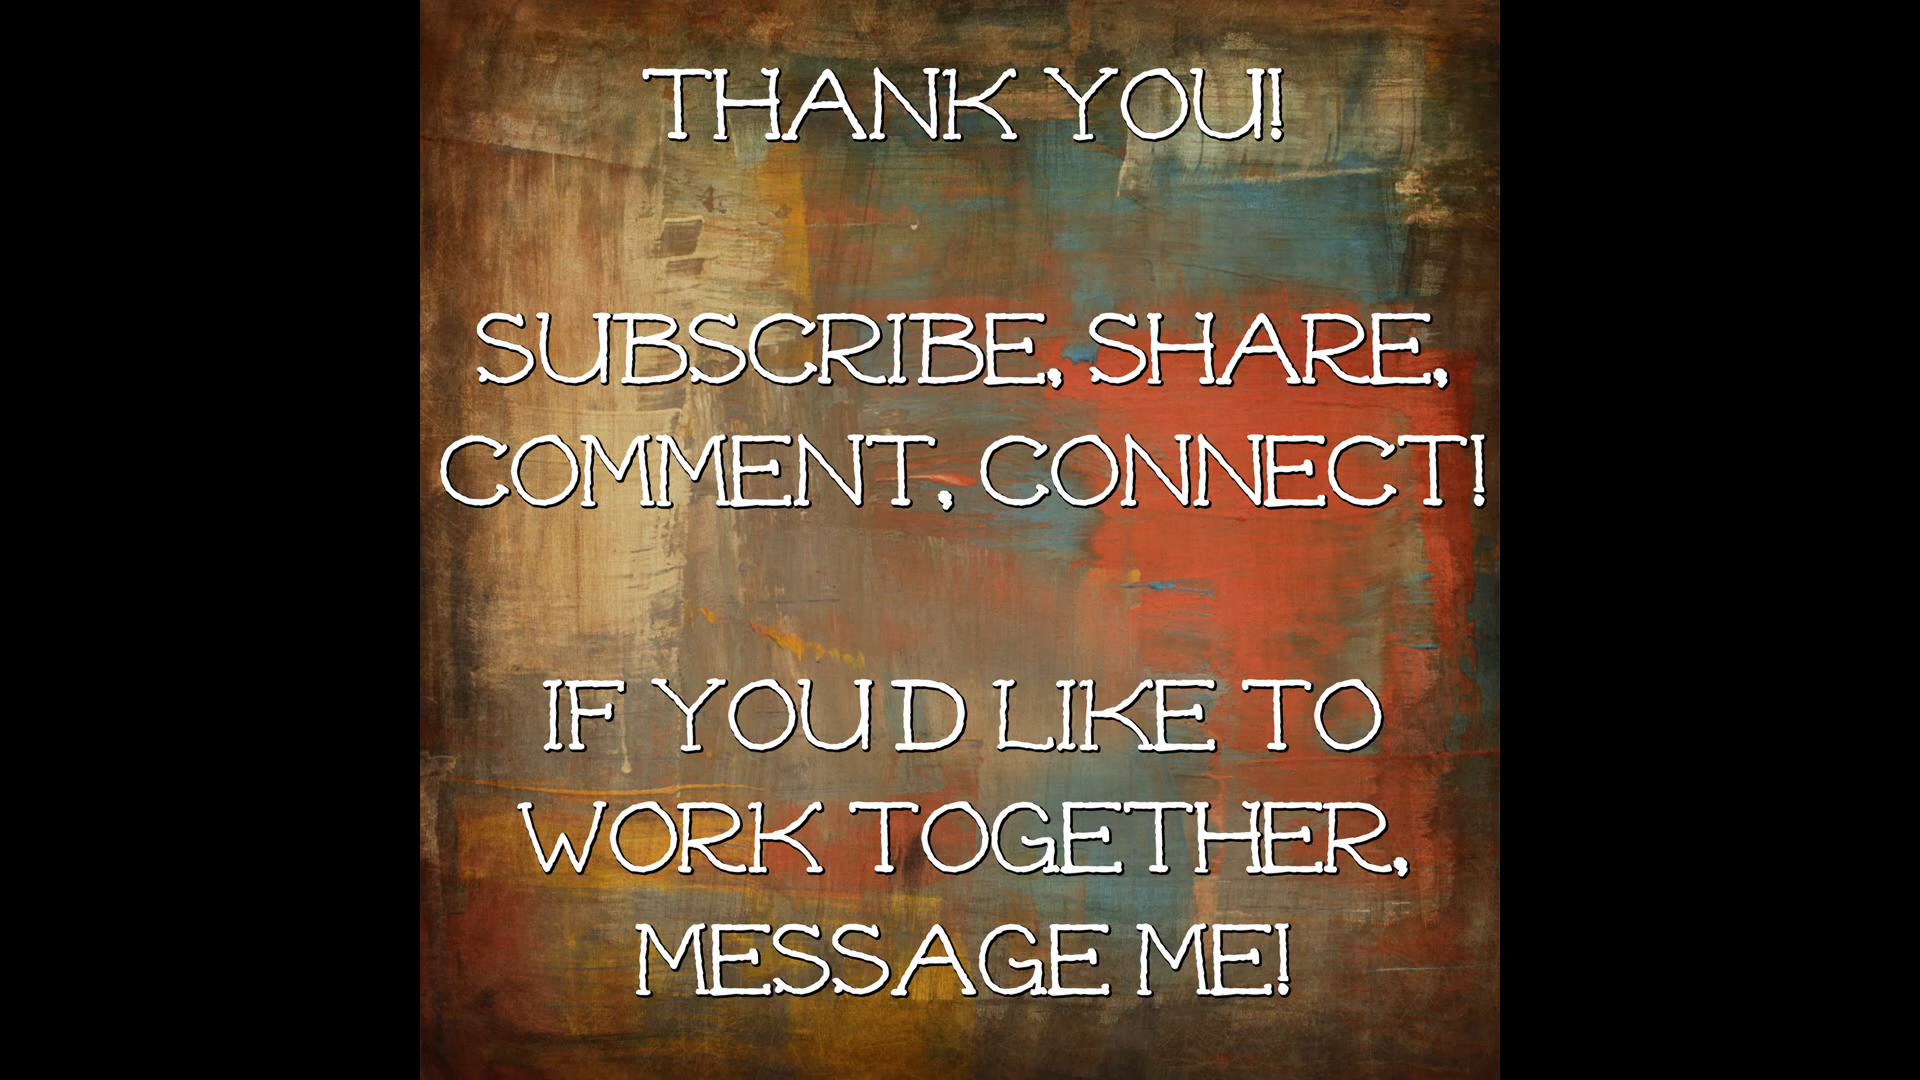 THANK YOU!
SUBSCRIBE, SHARE,
COMMENT, CONNECT!
IF YOU D LIKE TO
WORK TOGETHER,
MESSAGE ME!